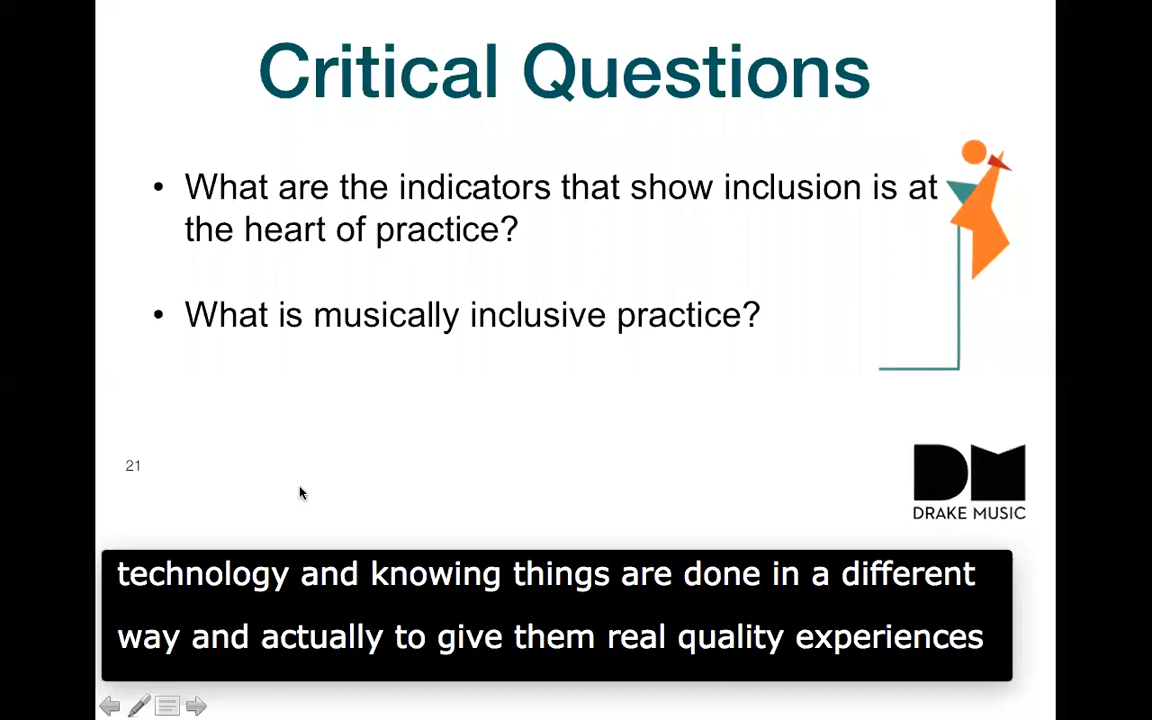 Critical Questions
• What are the indicators that show inclusion is at
the heart of practice?
• What is musically inclusive practice?
21
DM
DRAKE MUSIC
technology and knowing things are done in a different
way and actually to give them real quality experiences